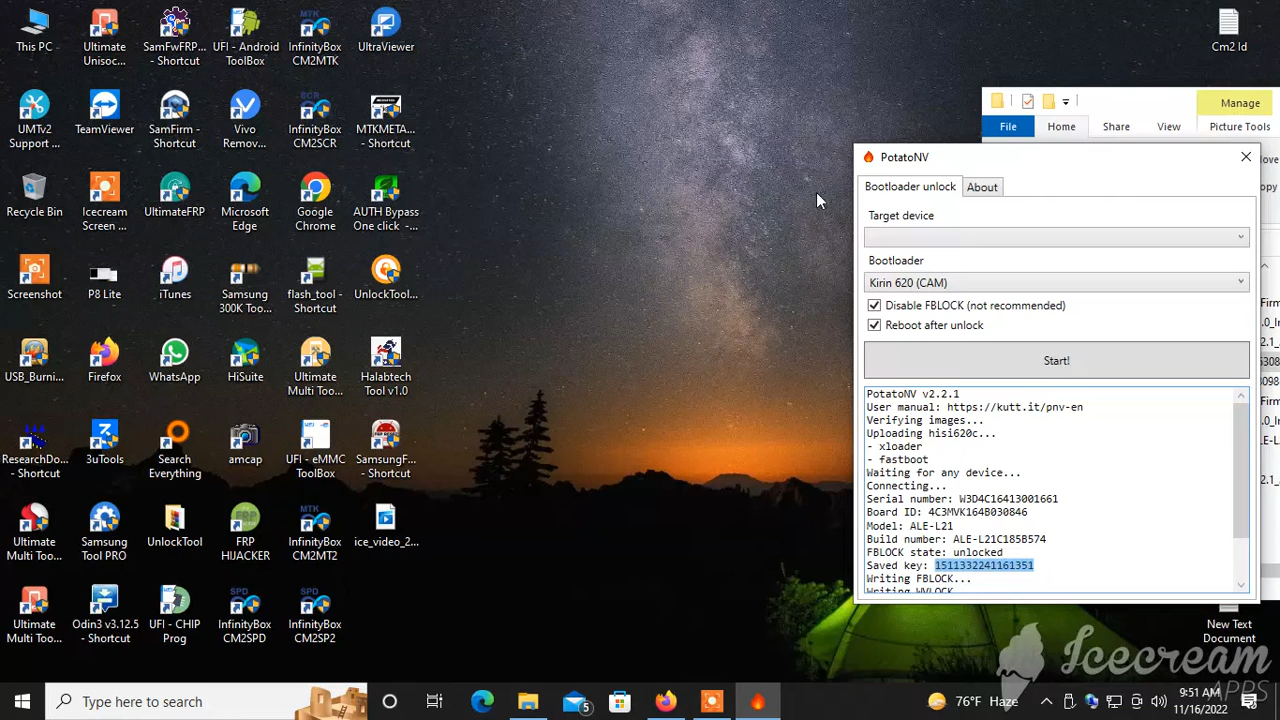 This PC
Ultimate
Unisoc...
SamFwFRP...
- Shortcut
UFI - Android
ToolBox
InfinityBox
CM2MTK
UltraViewer
Cm2 Id
UMTv2
Support ...
TeamViewer
SamFirm -
Shortcut
Vivo
Remov...
InfinityBox
CM2SCR
MTKMETA...
- Shortcut
Recycle Bin
Icecream
Screen ...
UltimateFRP
Microsoft
Edge
Google
Chrome
AUTH Bypass
One click -...
Screenshot
P8 Lite
iTunes
Samsung
300K Too...
flash_tool -
Shortcut
UnlockTool...
USB_Burni...
Firefox
WhatsApp
HiSuite
Ultimate
Multi Too...
Halabtech
Tool v1.0
ResearchDo...
- Shortcut
3uTools
Search
Everything
amcap
UFI - eMMC
ToolBox
SamsungF...
- Shortcut
Ultimate
Multi Too...
Samsung
Tool PRO
UnlockTool
FRP
HIJACKER
InfinityBox
CM2MT2
ice_video_2...
Ultimate
Multi Too...
Odin3 v3.12.5
- Shortcut
UFI - CHIP
Prog
InfinityBox
CM2SPD
InfinityBox
CM2SP2
Manage
File Home Share View Picture Tools
PotatoNV
Bootloader unlock About
Target device
Bootloader
Kirin 620 (CAM)
Disable FBLOCK (not recommended)
Reboot after unlock
Start!
PotatoNV v2.2.1
User manual: https://kutt.it/pnv-en
Verifying images...
Uploading hisi620c...
- xloader
- fastboot
Waiting for any device...
Connecting...
Serial number: W3D4C16413001661
Board ID: 4C3MVK164B030846
Model: ALE-L21
Build number: ALE-L21C185B574
FBLOCK state: unlocked
Saved key: 1511332241161351
Writing FBLOCK...
Writing WVLOCK
New Text
Document
Icecream
APPS
Type here to search
5
76°F Haze
9:51 AM
11/16/2022